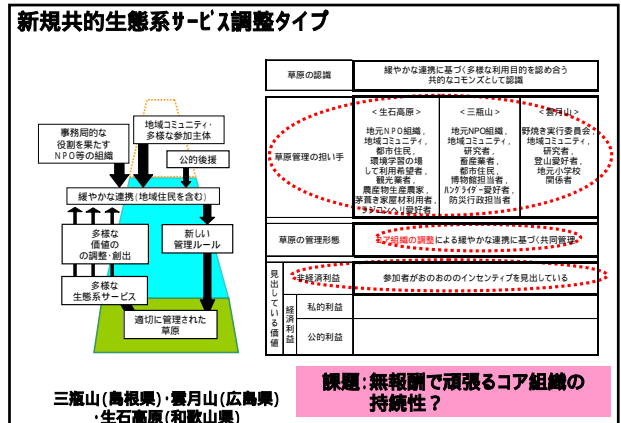 新規共的生態系ｻｰﾋﾞｽ調整タイプ
事務局的な
役割を果たす
NPO等の組織
地域コミュニティ・
多様な参加主体
公的後援
緩やかな連携(地域住民を含む)
多様な
価値の
の調整・創出
新しい
管理ルール
多様な
生態系サービス
適切に管理された
草原
三瓶山(島根県)・雲月山(広島県)
・生石高原(和歌山県)
草原の認識
緩やかな連携に基づく多様な利用目的を認め合う
共的なコモンズとして認識
草原管理の担い手
<生石高原>
地元NPO組織,
地域コミュニティ,
都市住民,
環境学習の場
して利用希望者,
観光業者,
農産物生産農家,
茅葺き家屋材利用者,
ラジコンヘリ愛好者
<三瓶山>
地元NPO組織,
地域コミュニティ,
研究者,
畜産業者,
都市住民,
博物館担当者,
ﾊﾝｸﾞﾗｲﾀﾞｰ愛好者,
防災行政担当者
<雲月山>
野焼き実行委員会,
地域コミュニティ,
研究者,
登山愛好者,
地元小学校
関係者
草原の管理形態
コア組織の調整による緩やかな連携に基づく共同管理
見出している価値
非経済利益
参加者がおのおののインセンティブを見出している
経済利益
私的利益
公的利益
課題:無報酬で頑張るコア組織の
持続性？